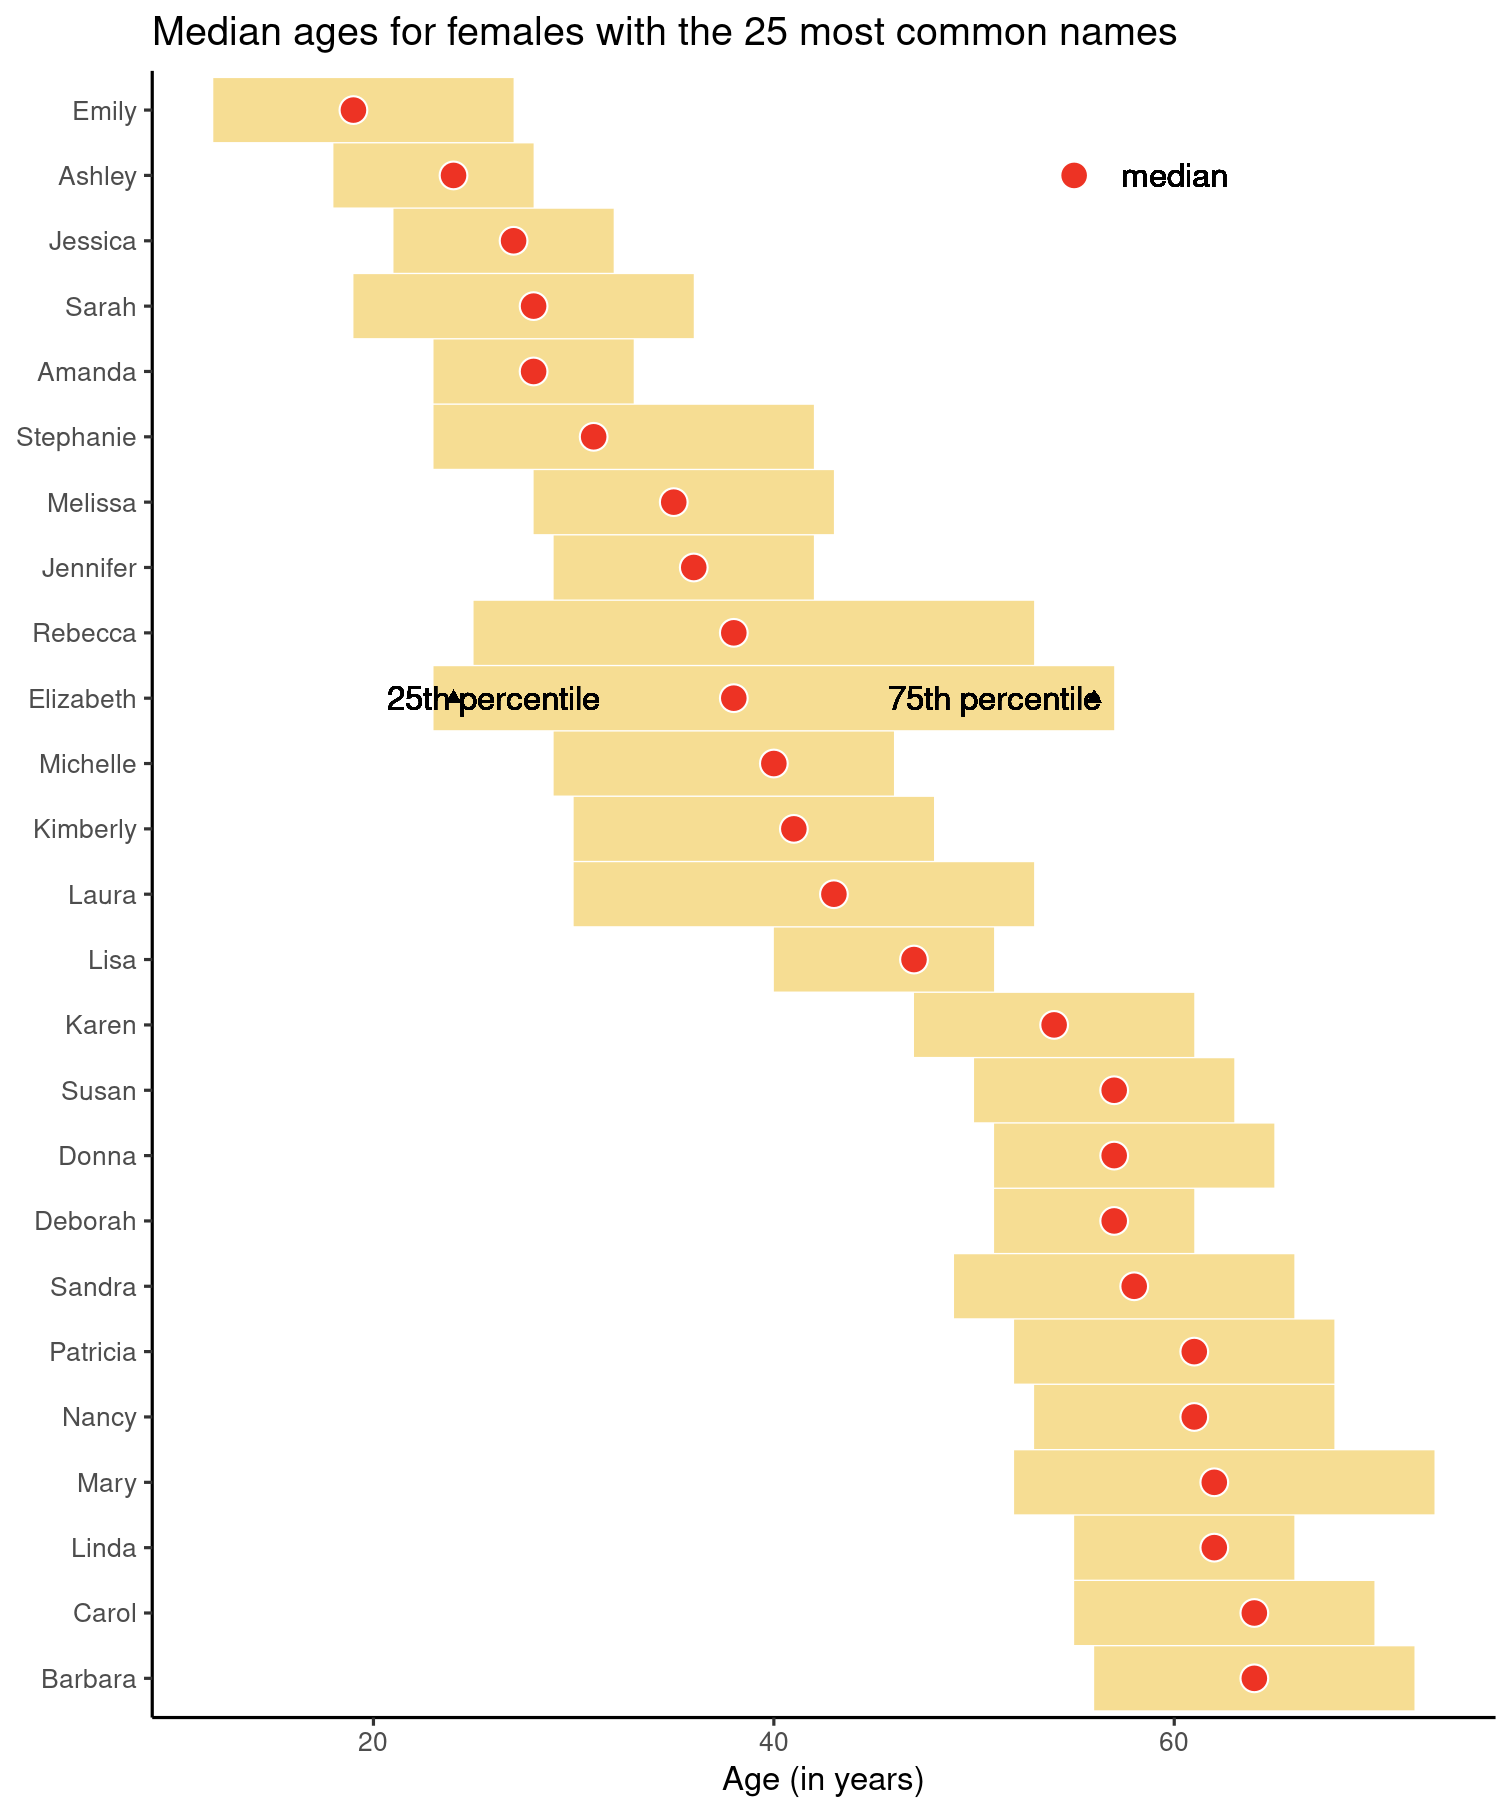 Median ages for females with the 25 most common names
Emily
Ashley
median
Jessica
Sarah
Amanda
Stephanie
Melissa
Jennifer
Rebecca
Elizabeth
25th percentile
75th percentile
Michelle
Kimberly
Laura
Lisa
Karen
Susan
Donna
Deborah
Sandra
Patricia
Nancy
Mary
Linda
Carol
Barbara
20 40 60
Age (in years)